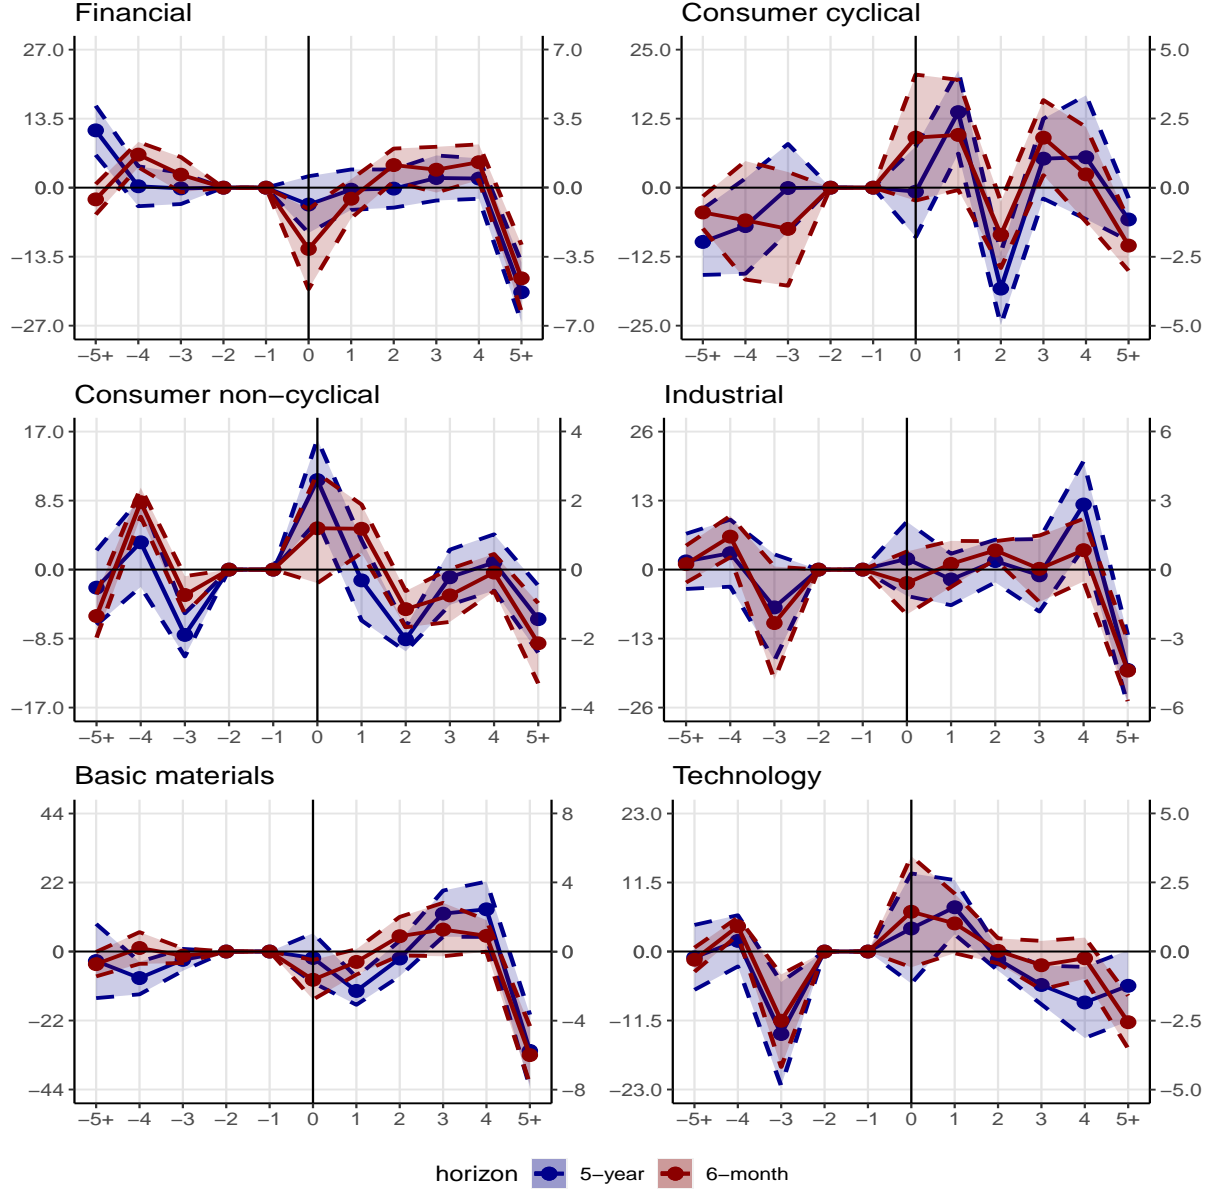 Financial
27.0 7.0
13.5 3.5
0.0 0.0
−13.5 −3.5
−27.0 −7.0
−5+ −4 −3 −2 −1 0 1 2 3 4 5+
Consumer cyclical
25.0 5.0
12.5 2.5
0.0 0.0
−12.5 −2.5
−25.0 −5.0
−5+ −4 −3 −2 −1 0 1 2 3 4 5+
Consumer non−cyclical
17.0 4
8.5 2
0.0 0
−8.5 −2
−17.0 −4
−5+ −4 −3 −2 −1 0 1 2 3 4 5+
Industrial
26 6
13 3
0 0
−13 −3
−26 −6
−5+ −4 −3 −2 −1 0 1 2 3 4 5+
Basic materials
44 8
22 4
0 0
−22 −4
−44 −8
−5+ −4 −3 −2 −1 0 1 2 3 4 5+
Technology
23.0 5.0
11.5 2.5
0.0 0.0
−11.5 −2.5
−23.0 −5.0
−5+ −4 −3 −2 −1 0 1 2 3 4 5+
horizon 5−year 6−month